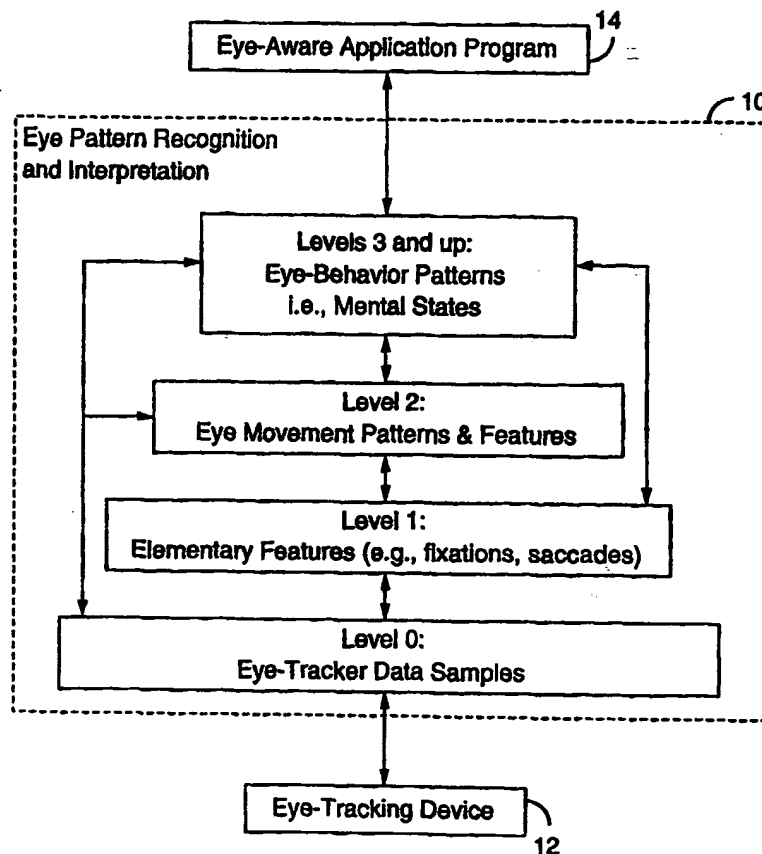 14
Eye-Aware Application Program
10
Eye Pattern Recognition
and Interpretation
Levels 3 and up:
Eye-Behavior Patterns
i.e., Mental States
Level 2:
Eye Movement Patterns & Features
Level 1:
Elementary Features (e.g., fixations, saccades)
Level 0:
Eye-Tracker Data Samples
Eye-Tracking Device
12